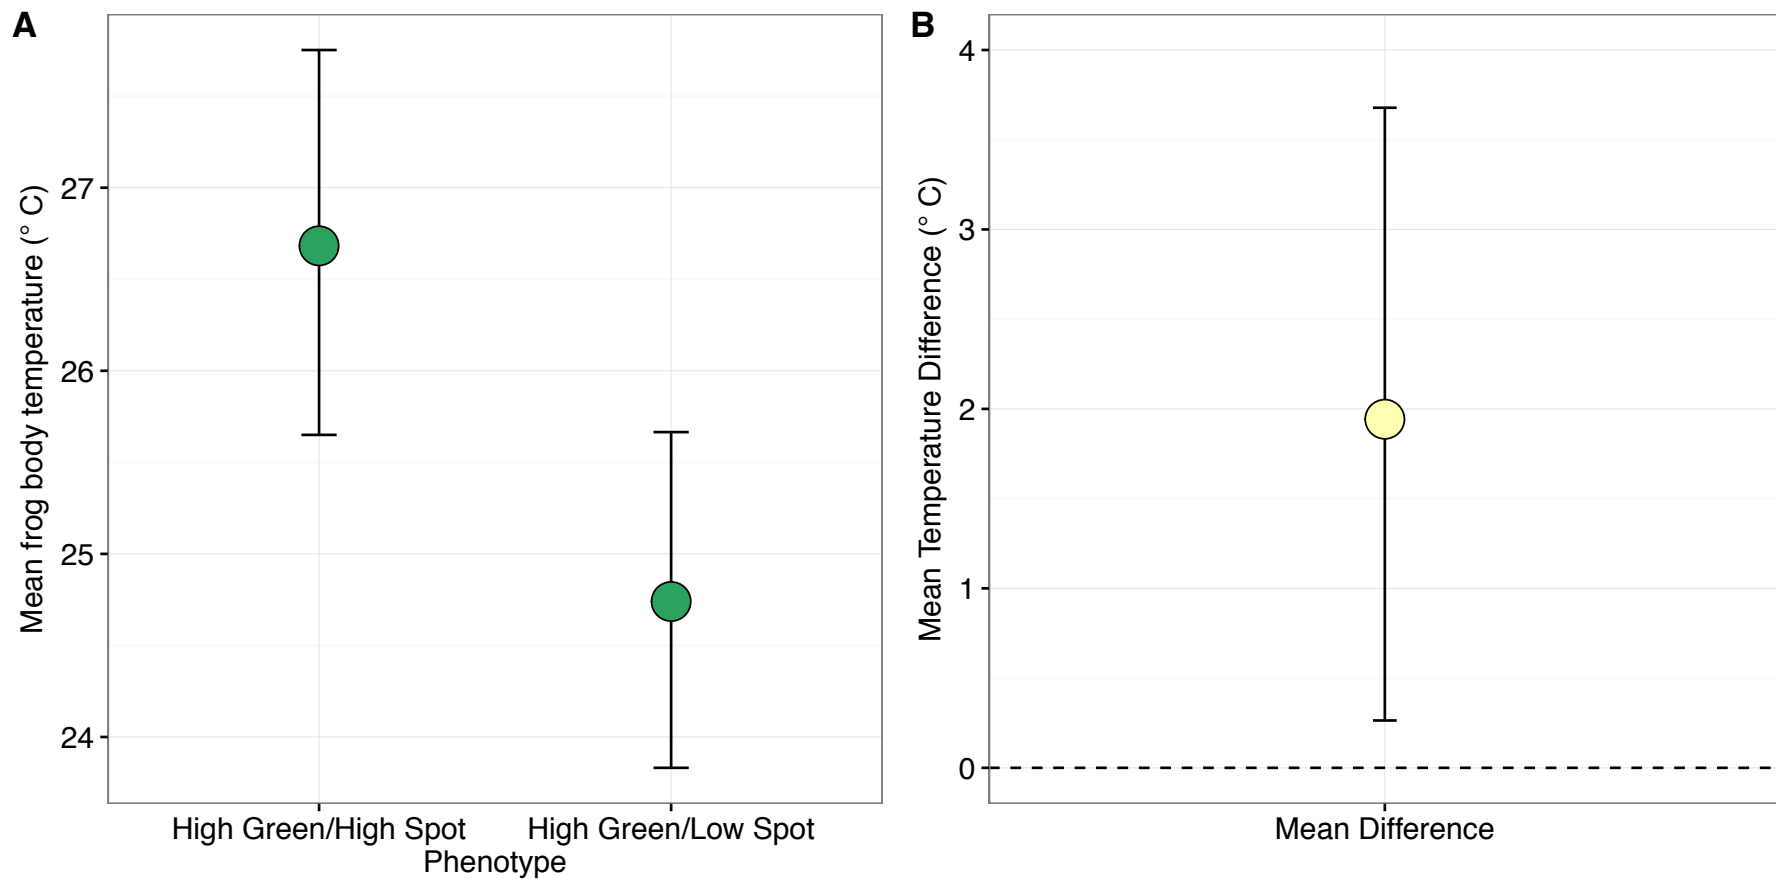 A
Mean frog body temperature (° C)
27
26
25
24
High Green/High Spot
High Green/Low Spot
Phenotype
B
Mean Temperature Difference (° C)
4
3
2
1
0
Mean Difference